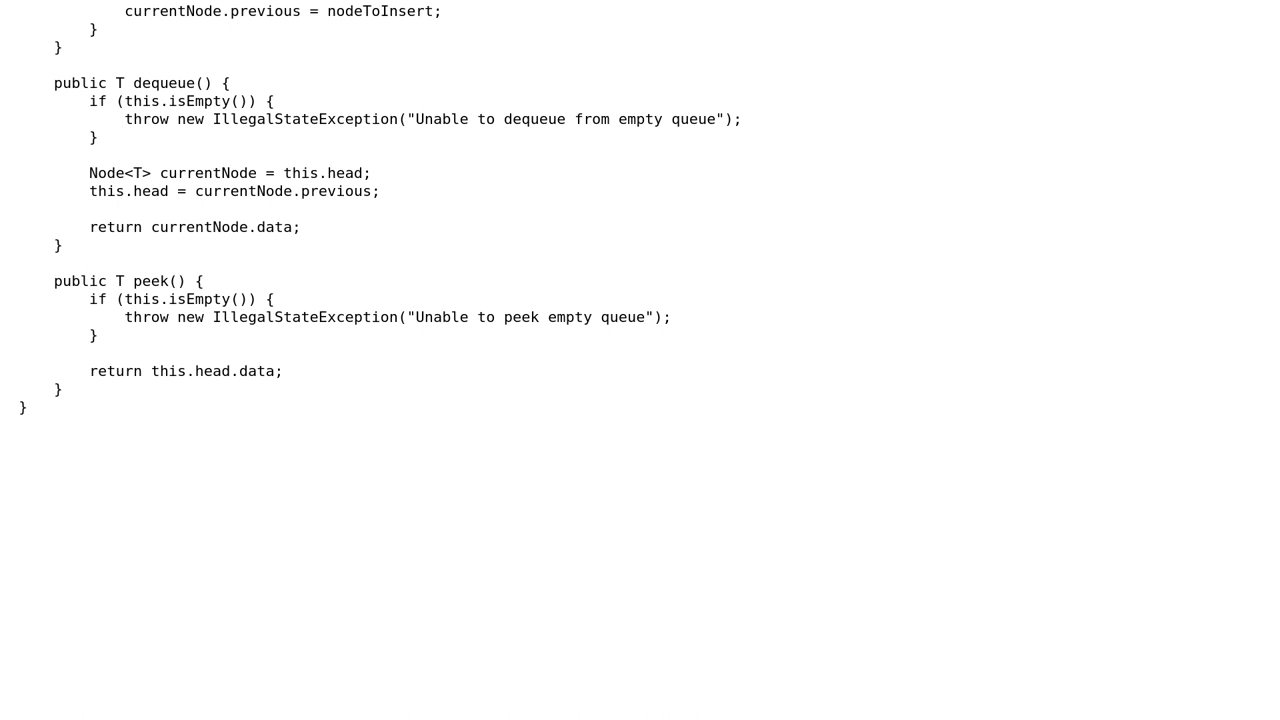 currentNode.previous = nodeToInsert;
        }
    }

    public T dequeue() {
        if (this.isEmpty()) {
            throw new IllegalStateException("Unable to dequeue from empty queue");
        }

        Node<T> currentNode = this.head;
        this.head = currentNode.previous;

        return currentNode.data;
    }

    public T peek() {
        if (this.isEmpty()) {
            throw new IllegalStateException("Unable to peek empty queue");
        }

        return this.head.data;
    }
}